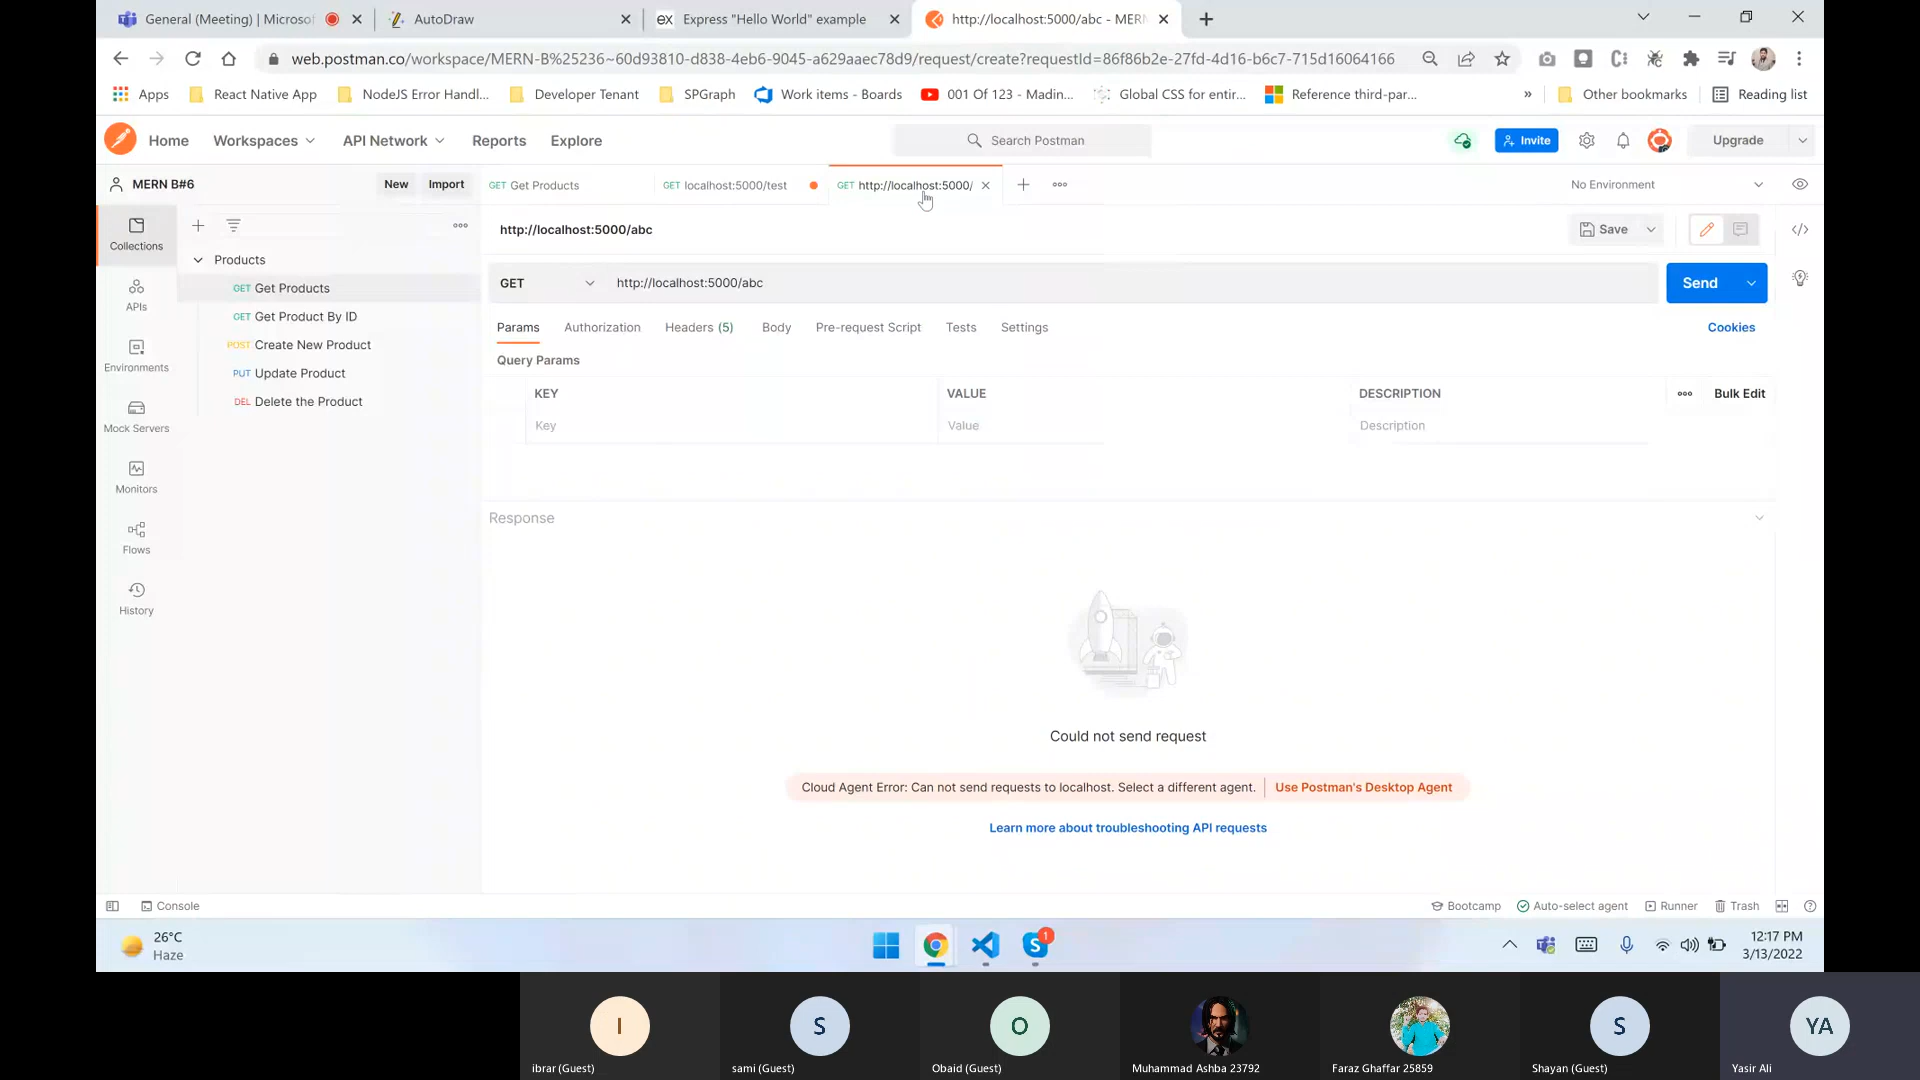 General (Meeting) | Microso
AutoDraw
ex Express "Hello World" example
http://localhost:5000/abc - MERN
web.postman.co/workspace/MERN-B%25236~60d93810-d838-4eb6-9045-a629aaec78d9/request/create?requestId=86f86b2e-27fd-4d16-b6c7-715d16064166
Apps
React Native App
NodeJS Error Handl...
Developer Tenant
SPGraph
Work items - Boards
001 Of 123 - Madin...
Global CSS for entir...
Reference third-par...
»
Other bookmarks
Reading list
Home
Workspaces
API Network
Reports
Explore
Search Postman
Invite
Upgrade
MERN B#6
New
Import
GET Get Products
GET localhost:5000/test
GET http://localhost:5000/
No Environment
Collections
APIs
Environments
Mock Servers
Monitors
Flows
History
Products
GET Get Products
GET Get Product By ID
POST Create New Product
PUT Update Product
DEL Delete the Product
http://localhost:5000/abc
Save
GET
http://localhost:5000/abc
Send
Params
Authorization
Headers (5)
Body
Pre-request Script
Tests
Settings
Cookies
Query Params
KEY
VALUE
DESCRIPTION
Bulk Edit
Key
Value
Description
Response
Could not send request
Cloud Agent Error: Can not send requests to localhost. Select a different agent.
Use Postman's Desktop Agent
Learn more about troubleshooting API requests
Console
Bootcamp
Auto-select agent
Runner
Trash
26°C
Haze
S
1
12:17 PM
3/13/2022
I
ibrar (Guest)
S
sami (Guest)
O
Obaid (Guest)
Muhammad Ashba 23792
Faraz Ghaffar 25859
S
Shayan (Guest)
YA
Yasir Ali